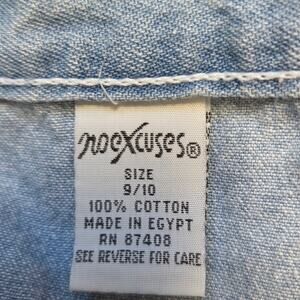 noeXcuses®
SIZE
9/10
100% COTTON
MADE IN EGYPT
RN 87408
SEE REVERSE FOR CARE